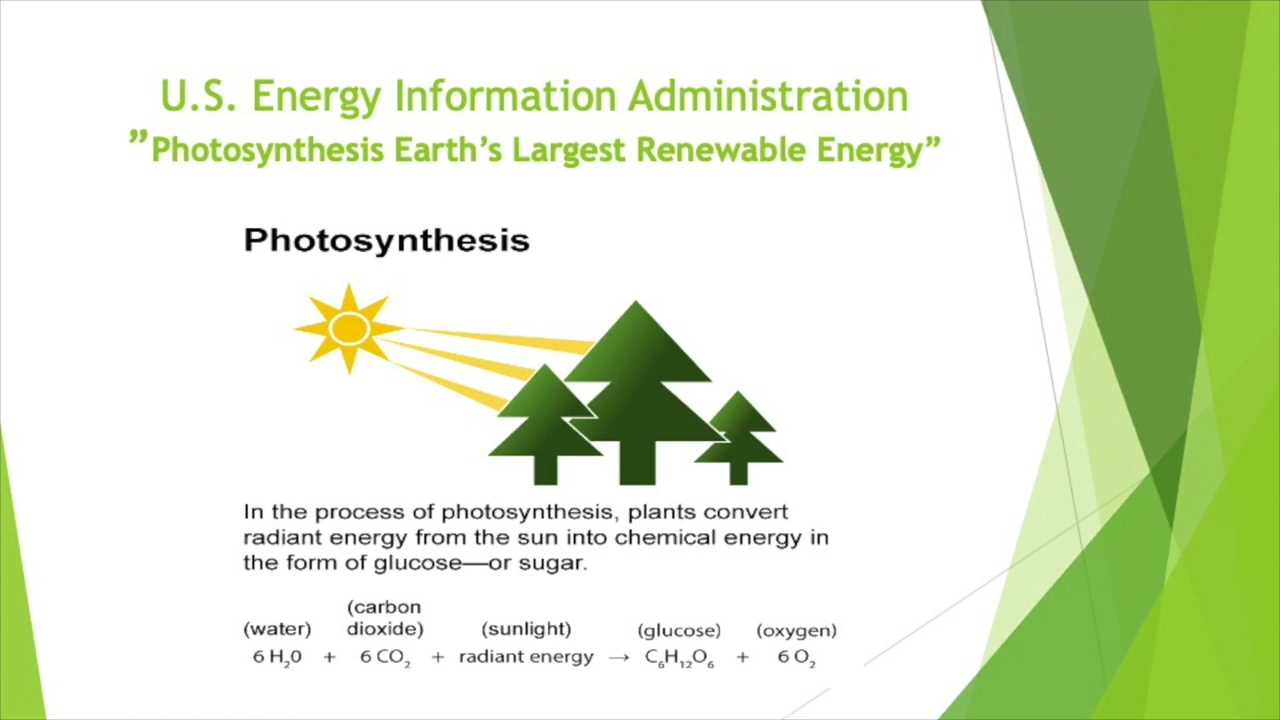 U.S. Energy Information Administration
”Photosynthesis Earth’s Largest Renewable Energy”
Photosynthesis
In the process of photosynthesis, plants convert
radiant energy from the sun into chemical energy in
the form of glucose—or sugar.
(water) (carbon dioxide) (sunlight) (glucose) (oxygen)
6 H₂0 + 6 CO₂ + radiant energy → C₆H₁₂O₆ + 6 O₂